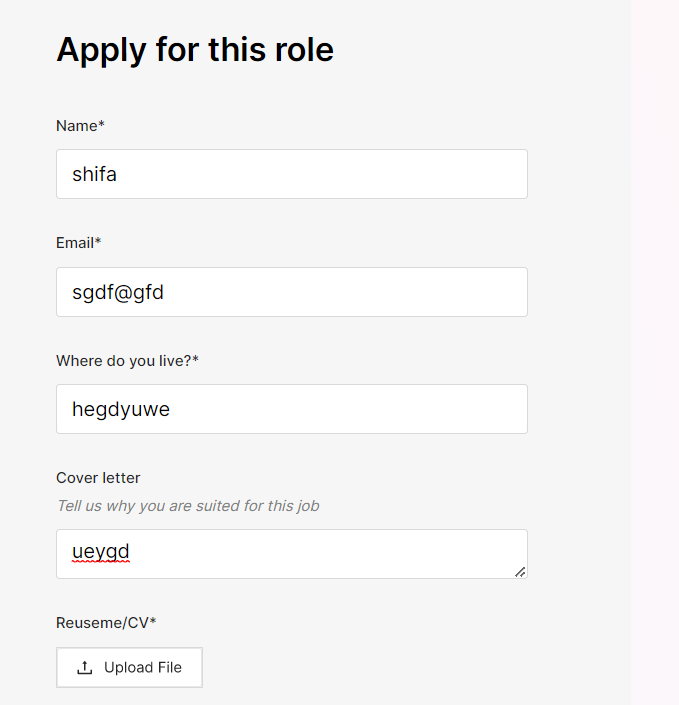 Apply for this role
Name*
shifa
Email*
sgdf@gfd
Where do you live?*
hegdyuwe
Cover letter
Tell us why you are suited for this job
ueygd
Reuseme/CV*
Upload File